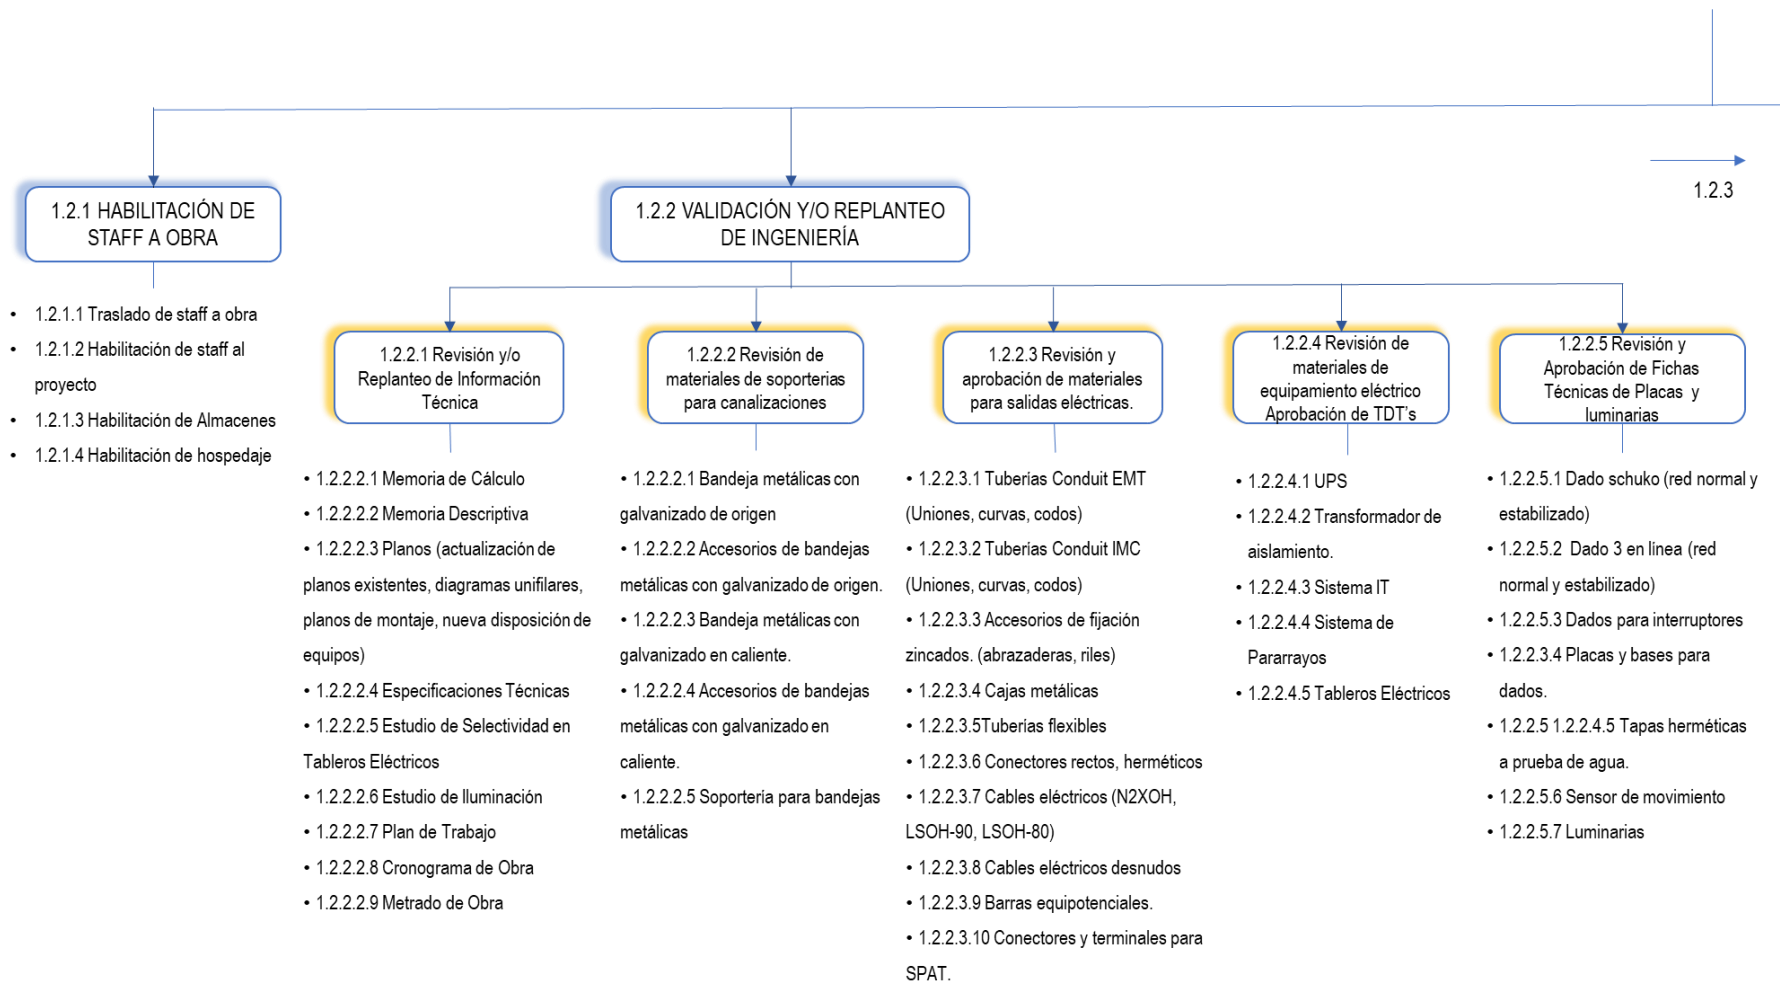 1.2.3
1.2.1 HABILITACIÓN DE
STAFF A OBRA
• 1.2.1.1 Traslado de staff a obra
• 1.2.1.2 Habilitación de staff al
proyecto
• 1.2.1.3 Habilitación de Almacenes
• 1.2.1.4 Habilitación de hospedaje
1.2.2 VALIDACIÓN Y/O REPLANTEO
DE INGENIERÍA
1.2.2.1 Revisión y/o
Replanteo de Información
Técnica
• 1.2.2.2.1 Memoria de Cálculo
• 1.2.2.2.2 Memoria Descriptiva
• 1.2.2.2.3 Planos (actualización de
planos existentes, diagramas unifilares,
planos de montaje, nueva disposición de
equipos)
• 1.2.2.2.4 Especificaciones Técnicas
• 1.2.2.2.5 Estudio de Selectividad en
Tableros Eléctricos
• 1.2.2.2.6 Estudio de Iluminación
• 1.2.2.2.7 Plan de Trabajo
• 1.2.2.2.8 Cronograma de Obra
• 1.2.2.2.9 Metrado de Obra
1.2.2.2 Revisión de
materiales de soporterias
para canalizaciones
• 1.2.2.2.1 Bandeja metálicas con
galvanizado de origen
• 1.2.2.2.2 Accesorios de bandejas
metálicas con galvanizado de origen.
• 1.2.2.2.3 Bandeja metálicas con
galvanizado en caliente.
• 1.2.2.2.4 Accesorios de bandejas
metálicas con galvanizado en
caliente.
• 1.2.2.2.5 Soportería para bandejas
metálicas
1.2.2.3 Revisión y
aprobación de materiales
para salidas eléctricas.
• 1.2.2.3.1 Tuberías Conduit EMT
(Uniones, curvas, codos)
• 1.2.2.3.2 Tuberías Conduit IMC
(Uniones, curvas, codos)
• 1.2.2.3.3 Accesorios de fijación
zincados. (abrazaderas, riles)
• 1.2.2.3.4 Cajas metálicas
• 1.2.2.3.5Tuberías flexibles
• 1.2.2.3.6 Conectores rectos, herméticos
• 1.2.2.3.7 Cables eléctricos (N2XOH,
LSOH-90, LSOH-80)
• 1.2.2.3.8 Cables eléctricos desnudos
• 1.2.2.3.9 Barras equipotenciales.
• 1.2.2.3.10 Conectores y terminales para
SPAT.
1.2.2.4 Revisión de
materiales de
equipamiento eléctrico
Aprobación de TDT's
• 1.2.2.4.1 UPS
• 1.2.2.4.2 Transformador de
aislamiento.
• 1.2.2.4.3 Sistema IT
• 1.2.2.4.4 Sistema de
Pararrayos
• 1.2.2.4.5 Tableros Eléctricos
1.2.2.5 Revisión y
Aprobación de Fichas
Técnicas de Placas y
luminarias
• 1.2.2.5.1 Dado schuko (red normal y
estabilizado)
• 1.2.2.5.2 Dado 3 en línea (red
normal y estabilizado)
• 1.2.2.5.3 Dados para interruptores
• 1.2.2.3.4 Placas y bases para
dados.
• 1.2.2.5 1.2.2.4.5 Tapas herméticas
a prueba de agua.
• 1.2.2.5.6 Sensor de movimiento
• 1.2.2.5.7 Luminarias